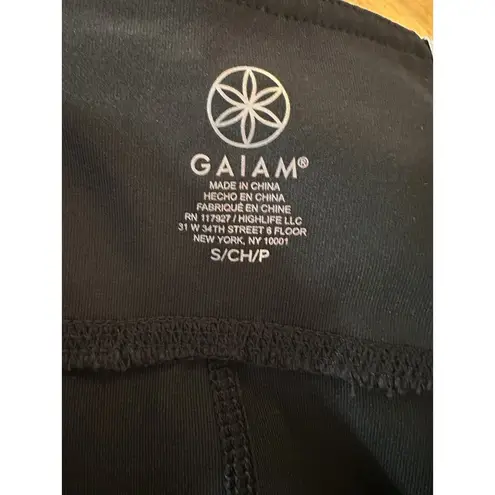 GAIAM®
MADE IN CHINA
HECHO EN CHINA
FABRIQUÉ EN CHINE
RN 117927 / HIGHLIFE LLC
31 W 34TH STREET 6 FLOOR
NEW YORK, NY 10001
S/CH/P